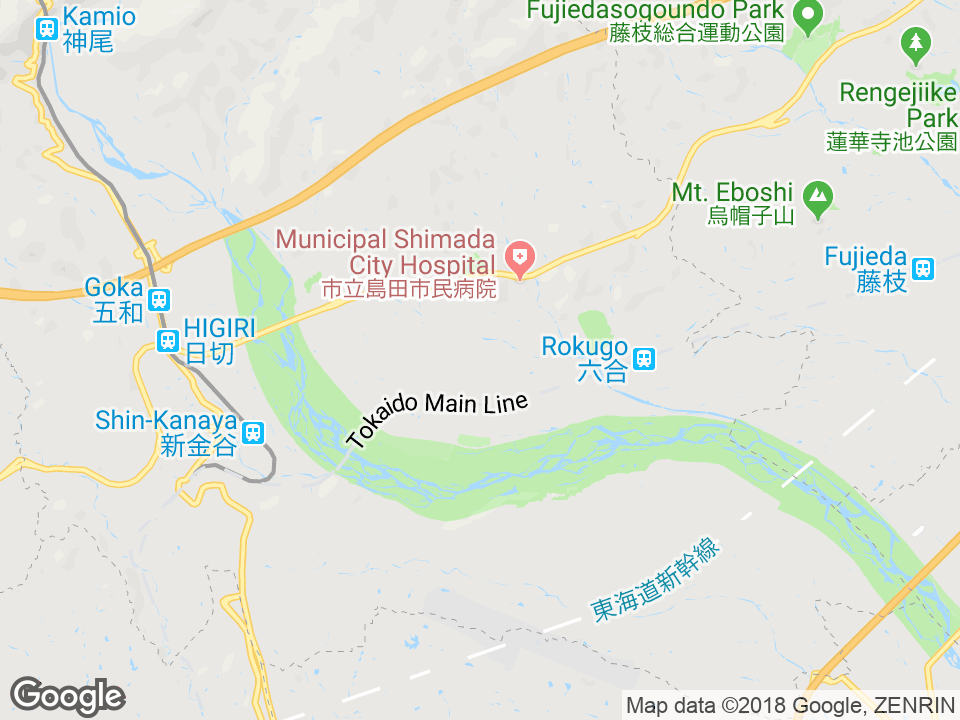 Kamio
神尾
Fujiedasogoundo Park
藤枝総合運動公園
Rengejiike
Park
蓮華寺池公園
Mt. Eboshi
烏帽子山
Municipal Shimada
City Hospital
市立島田市民病院
Fujieda
藤枝
Goka
五和
HIGIRI
日切
Rokugo
六合
Tokaido Main Line
Shin-Kanaya
新金谷
東海道新幹線
Google
Map data ©2018 Google, ZENRIN